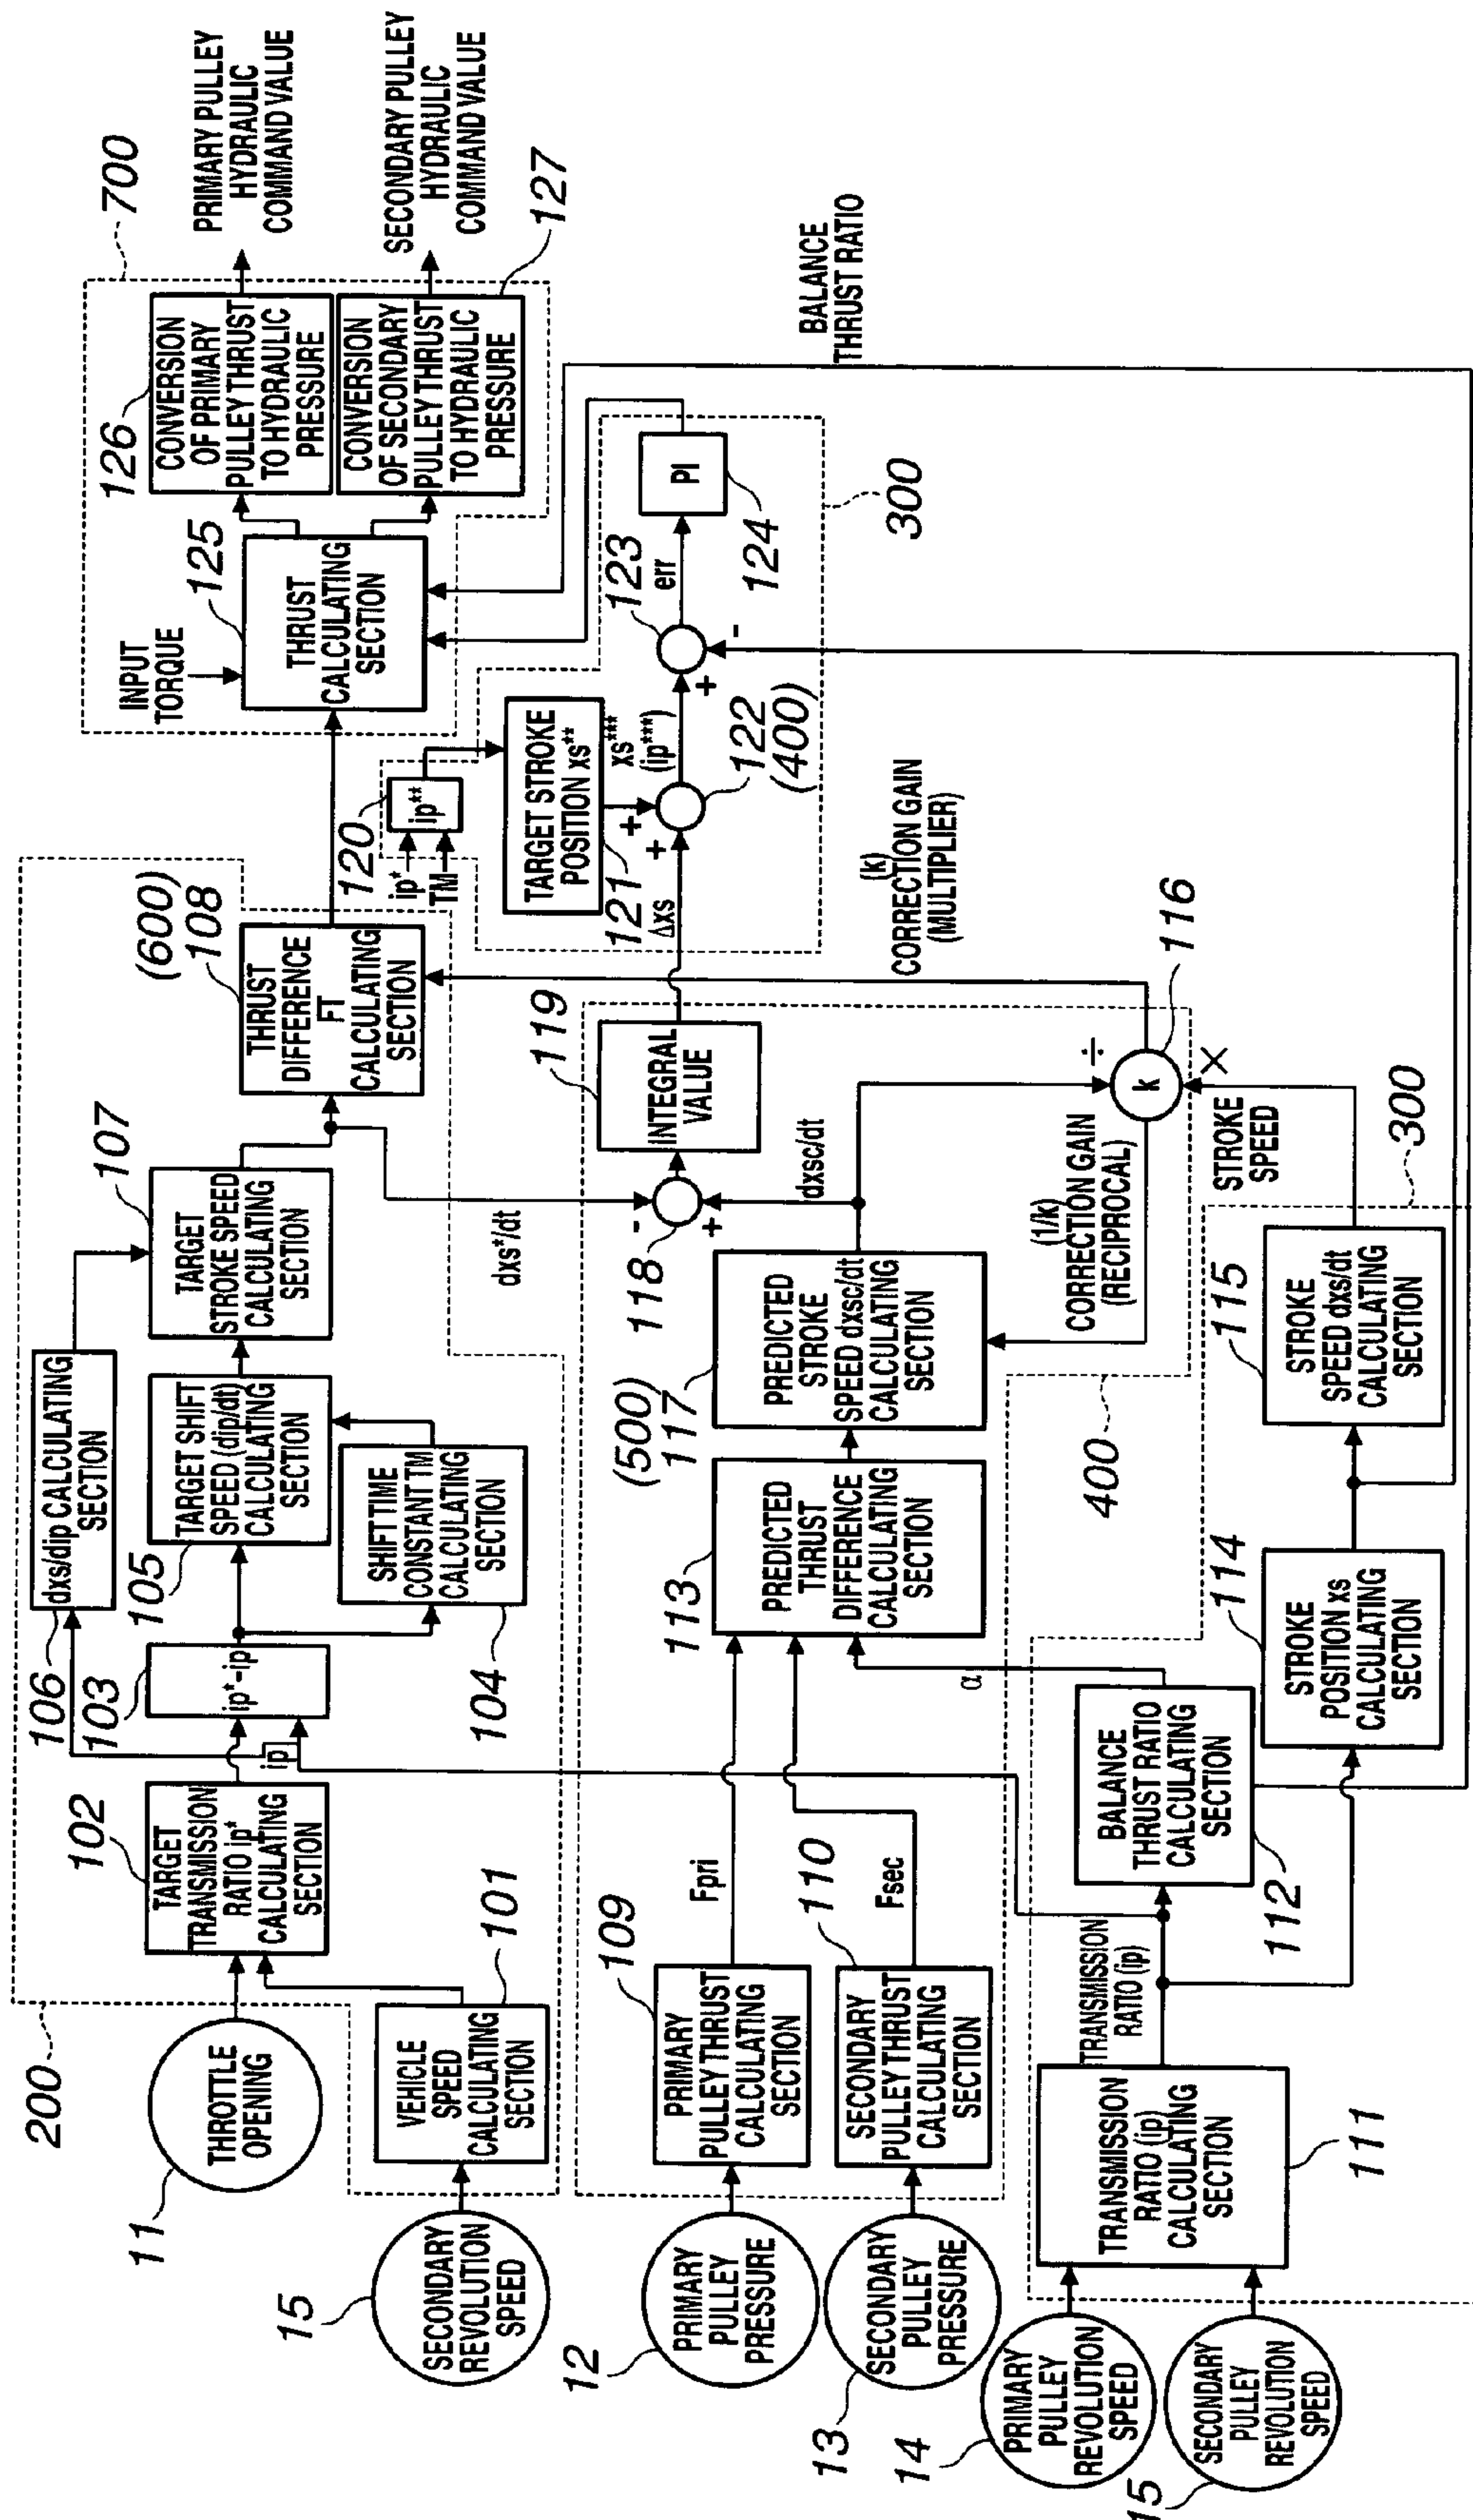 200
11
THROTTLE
OPENING
15
SECONDARY
REVOLUTION
SPEED
VEHICLE
SPEED
CALCULATING
SECTION
101
102
TARGET
TRANSMISSION
RATIO ip*
CALCULATING
SECTION
ip
103
ip*-ip
106
dxs/dip CALCULATING
SECTION
105
TARGET SHIFT
SPEED (dip/dt)
CALCULATING
SECTION
SHIFT TIME
CONSTANT TM
CALCULATING
SECTION
104
107
TARGET
STROKE SPEED
CALCULATING
SECTION
dxs*/dt
(600)
108
THRUST
DIFFERENCE
FT
CALCULATING
SECTION
INPUT
TORQUE
125
THRUST
CALCULATING
SECTION
126
CONVERSION
OF PRIMARY
PULLEY THRUST
TO HYDRAULIC
PRESSURE
CONVERSION
OF SECONDARY
PULLEY THRUST
TO HYDRAULIC
PRESSURE
127
700
PRIMARY PULLEY
HYDRAULIC
COMMAND VALUE
SECONDARY PULLEY
HYDRAULIC
COMMAND VALUE
12
PRIMARY
PULLEY
PRESSURE
13
SECONDARY
PULLEY
PRESSURE
109
PRIMARY
PULLEY THRUST
CALCULATING
SECTION
Fpri
110
SECONDARY
PULLEY THRUST
CALCULATING
SECTION
Fsec
α
113
PREDICTED
THRUST
DIFFERENCE
CALCULATING
SECTION
(500)
117
PREDICTED
STROKE
SPEED dxsc/dt
CALCULATING
SECTION
dxsc/dt
118
-
+
119
INTEGRAL
VALUE
Δxs
120
ip*
TM
ip**
121
TARGET STROKE
POSITION xs**
+
+
xs***
(ip***)
122
(400)
+
-
123
err
PI
124
300
(1/k)
CORRECTION GAIN
(RECIPROCAL)
k
÷
×
116
(k)
CORRECTION GAIN
(MULTIPLIER)
BALANCE
THRUST RATIO
400
14
PRIMARY
PULLEY
REVOLUTION
SPEED
15
SECONDARY
PULLEY
REVOLUTION
SPEED
TRANSMISSION
RATIO (ip)
CALCULATING
SECTION
111
TRANSMISSION
RATIO (ip)
BALANCE
THRUST RATIO
CALCULATING
SECTION
112
114
STROKE
POSITION xs
CALCULATING
SECTION
115
STROKE
SPEED dxs/dt
CALCULATING
SECTION
STROKE
SPEED
300